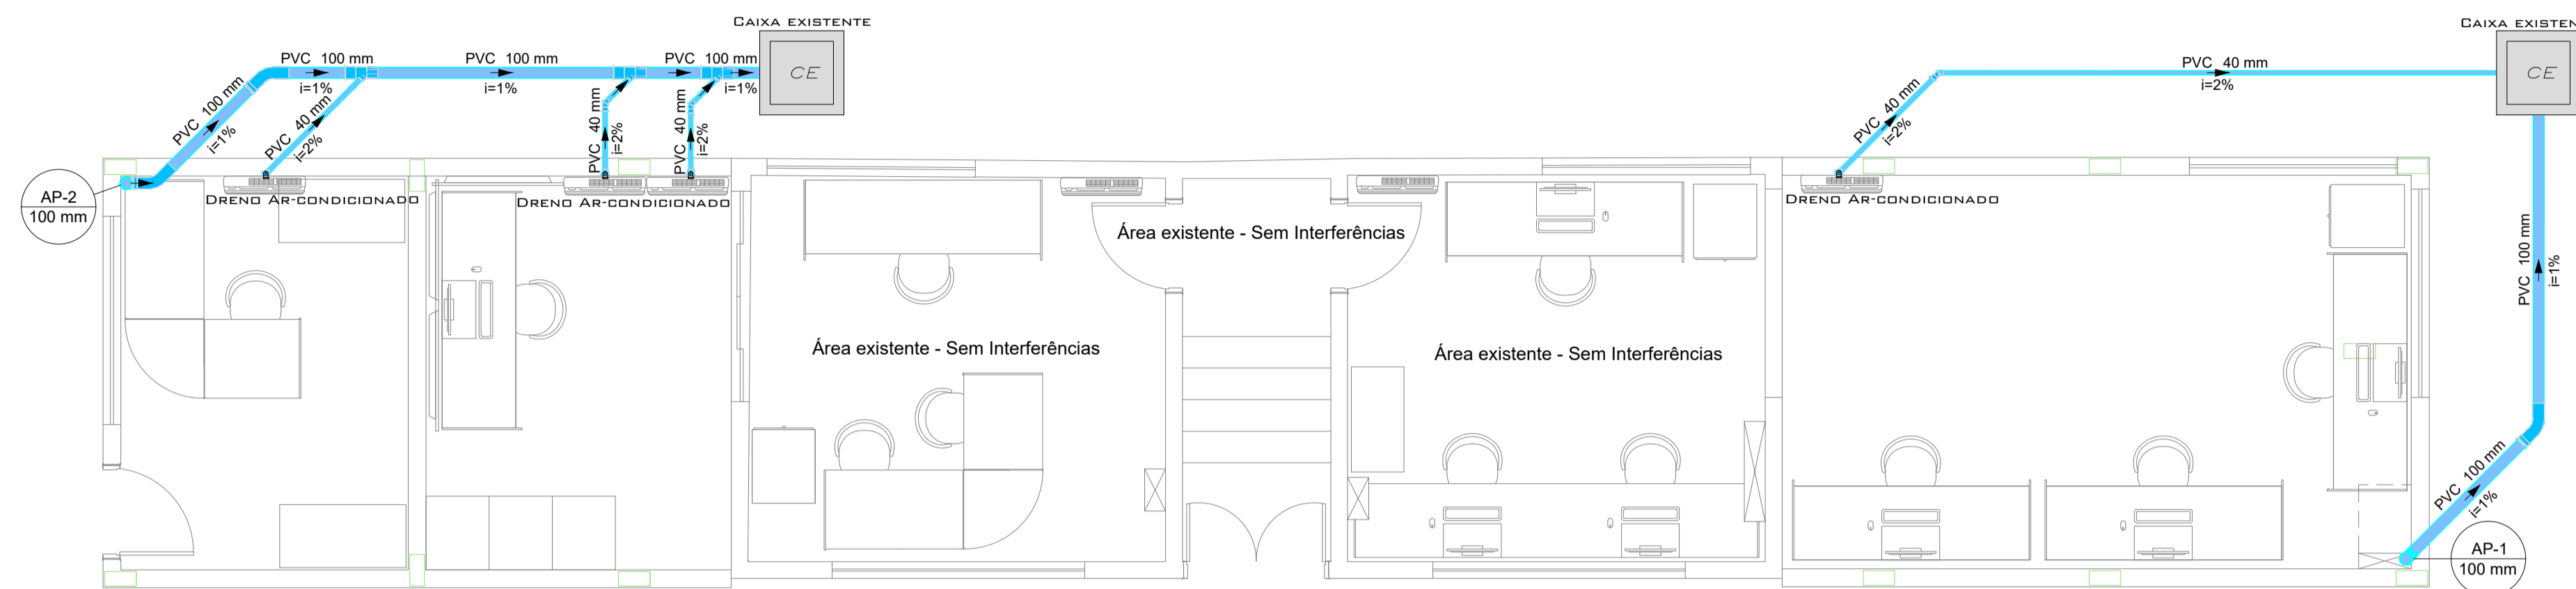 CAIXA EXISTENTE
CE
PVC 100 mm
i=1%
PVC 100 mm
i=1%
PVC 100 mm
i=1%
PVC 100 mm
i=1%
PVC 40 mm
i=2%
PVC 40 mm
i=2%
PVC 40 mm
i=2%
AP-2
100 mm
DRENO AR-CONDICIONADO
DRENO AR-CONDICIONADO
Área existente - Sem Interferências
Área existente - Sem Interferências
Área existente - Sem Interferências
CAIXA EXISTEN
CE
PVC 40 mm
i=2%
PVC 40 mm
i=2%
DRENO AR-CONDICIONADO
PVC 100 mm
i=1%
PVC 100 mm
i=1%
AP-1
100 mm